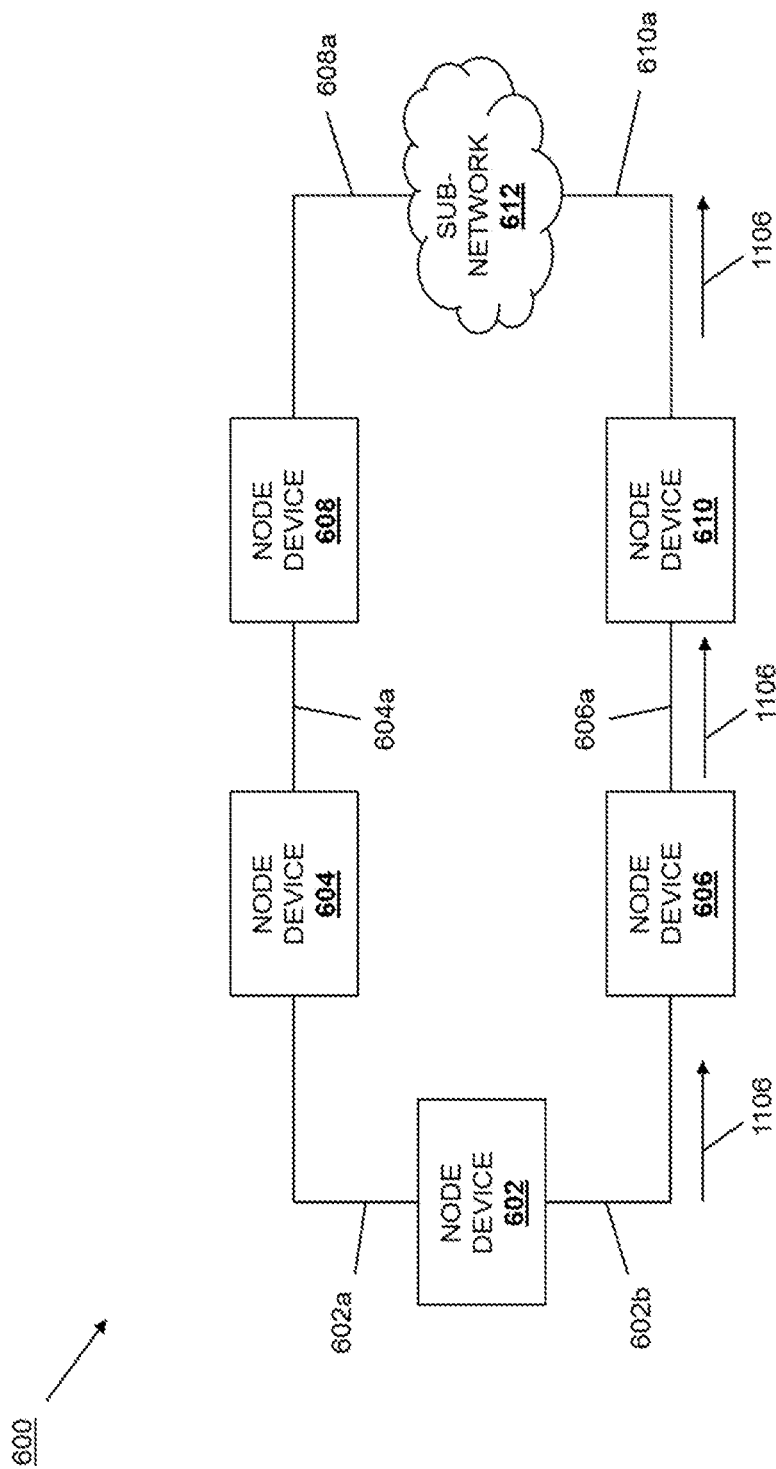 600
602a
NODE
DEVICE
602
602b
NODE
DEVICE
604
604a
NODE
DEVICE
608
608a
SUB-
NETWORK
612
610a
NODE
DEVICE
606
606a
NODE
DEVICE
610
1106
1106
1106